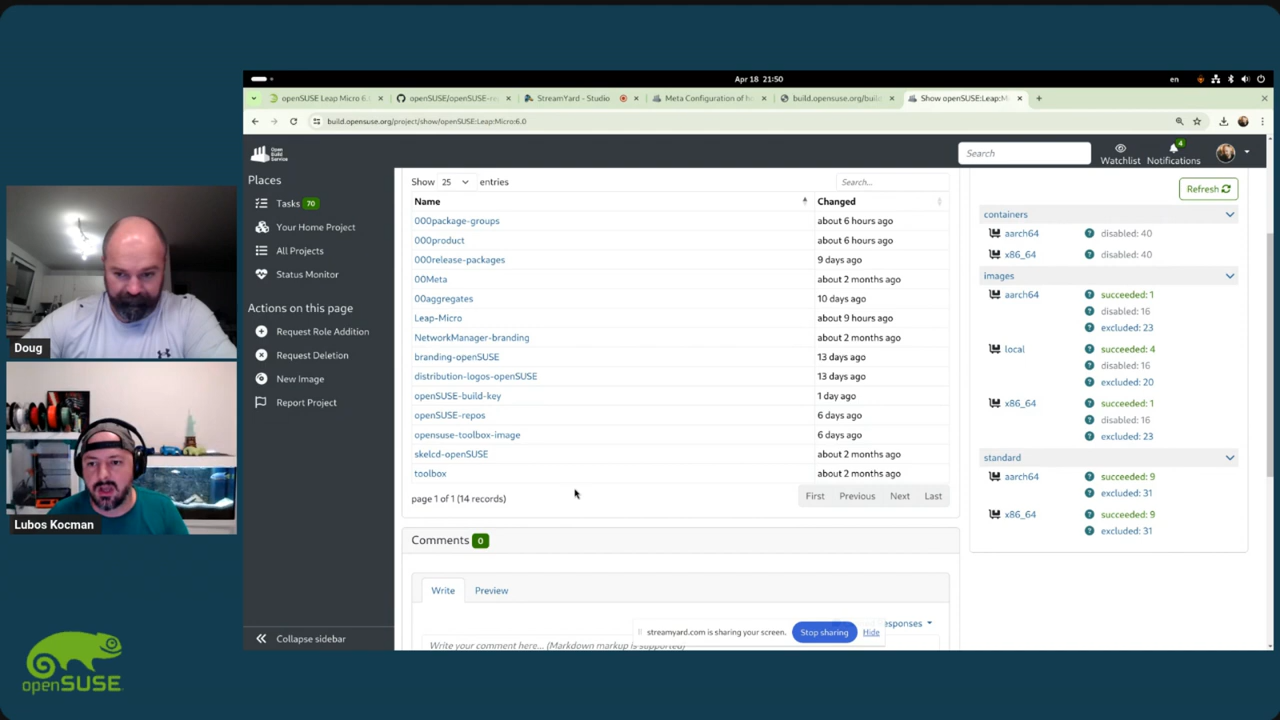 Apr 18 21:50
en
openSUSE Leap Micro 6.
openSUSE/openSUSE-re
StreamYard - Studio
Meta Configuration of h
build.opensuse.org/buil
Show openSUSE:Leap:M
build.opensuse.org/project/show/openSUSE:Leap:Micro:6.0
Open Build Service
Search
Watchlist
4
Notifications
Places
Tasks 70
Your Home Project
All Projects
Status Monitor
Actions on this page
Request Role Addition
Request Deletion
New Image
Report Project
Collapse sidebar
Show 25 entries
Search...
Name Changed
000package-groups about 6 hours ago
000product about 6 hours ago
000release-packages 9 days ago
00Meta about 2 months ago
00aggregates 10 days ago
Leap-Micro about 9 hours ago
NetworkManager-branding about 2 months ago
branding-openSUSE 13 days ago
distribution-logos-openSUSE 13 days ago
openSUSE-build-key 1 day ago
openSUSE-repos 6 days ago
opensuse-toolbox-image 6 days ago
skelcd-openSUSE about 2 months ago
toolbox about 2 months ago
page 1 of 1 (14 records)
First Previous Next Last
Comments 0
Write Preview
Write your comment here... (Markdown markup is supported)
esponses
streamyard.com is sharing your screen. Stop sharing Hide
Refresh
containers
aarch64 disabled: 40
x86_64 disabled: 40
images
aarch64 succeeded: 1
disabled: 16
excluded: 23
local succeeded: 4
disabled: 16
excluded: 20
x86_64 succeeded: 1
disabled: 16
excluded: 23
standard
aarch64 succeeded: 9
excluded: 31
x86_64 succeeded: 9
excluded: 31
Doug
Lubos Kocman
openSUSE